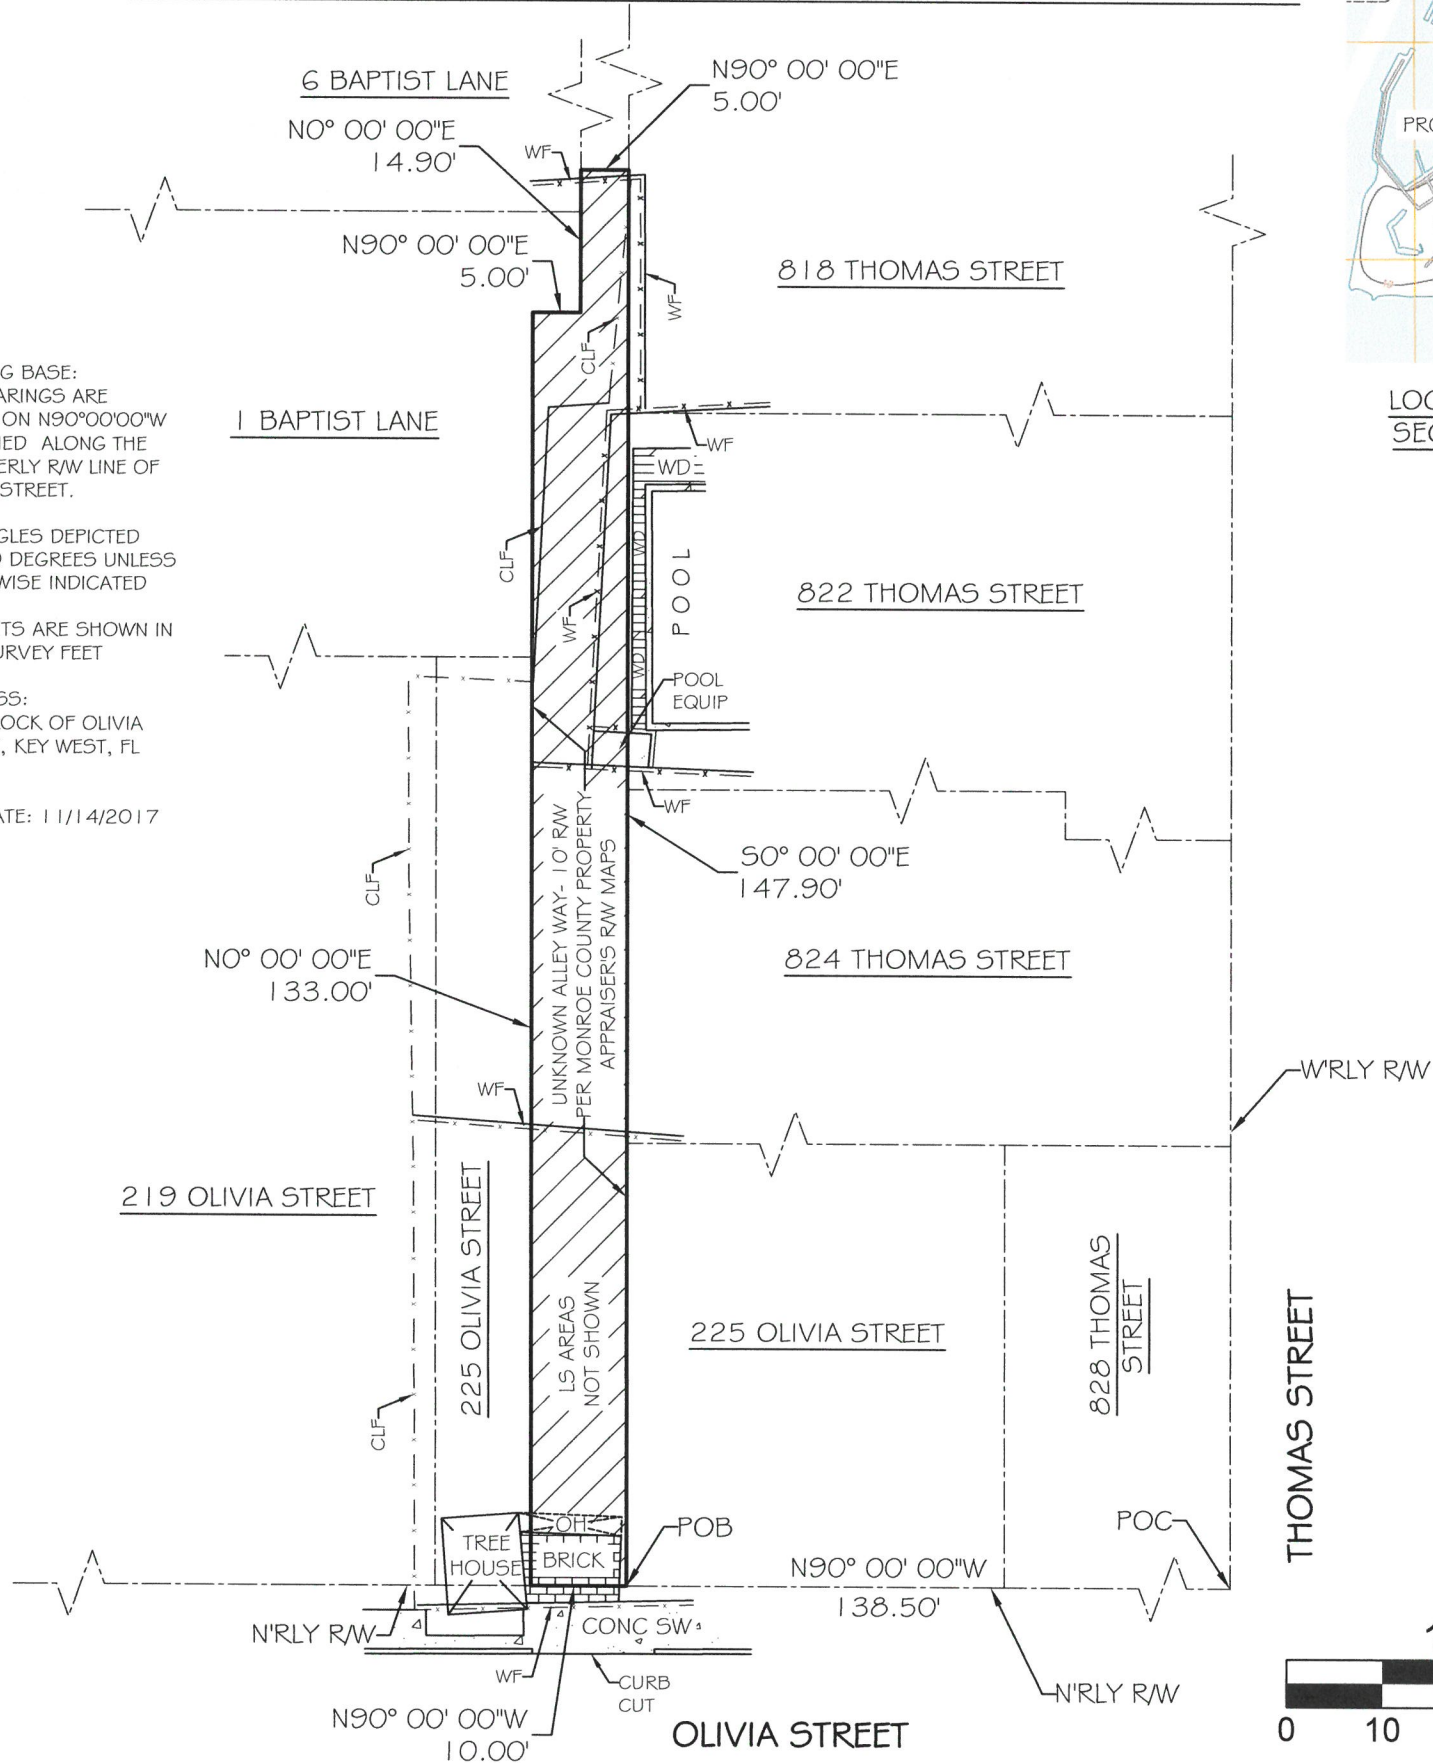 6 BAPTIST LANE
N90° 00' 00"E
5.00'
N0° 00' 00"E
14.90'
WF
N90° 00' 00"E
5.00'
818 THOMAS STREET
WF
CLF
G BASE:
ARINGS ARE
ON N90°00'00"W
ED ALONG THE
ERLY R/W LINE OF
STREET.
1 BAPTIST LANE
WF
WD
LOC
SEC
GLES DEPICTED
DEGREES UNLESS
WISE INDICATED
CLF
WD
POOL
822 THOMAS STREET
WF
TS ARE SHOWN IN
URVEY FEET
WD
POOL
EQUIP
SS:
OCK OF OLIVIA
, KEY WEST, FL
ATE: 11/14/2017
WF
UNKNOWN ALLEY WAY- 10' R/W
PER MONROE COUNTY PROPERTY
APPRAISER'S R/W MAPS
S0° 00' 00"E
147.90'
CLF
N0° 00' 00"E
133.00'
824 THOMAS STREET
W'RLY R/W
WF
219 OLIVIA STREET
225 OLIVIA STREET
LS AREAS
NOT SHOWN
225 OLIVIA STREET
828 THOMAS
STREET
THOMAS STREET
CLF
TREE
HOUSE
OH
BRICK
POB
POC
N90° 00' 00"W
138.50'
N'RLY R/W
CONC SW
WF
CURB
CUT
N'RLY R/W
N90° 00' 00"W
10.00'
OLIVIA STREET
0 10
PRO